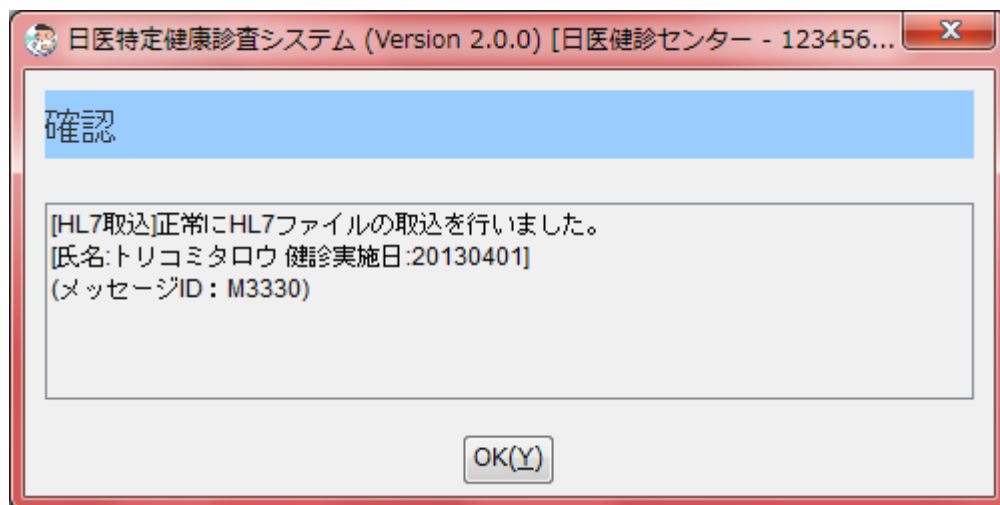 日医特定健康診査システム (Version 2.0.0) [日医健診センター - 123456...
確認
[HL7取込]正常にHL7ファイルの取込を行いました。
[氏名:トリコミタロウ 健診実施日:20130401]
(メッセージID：M3330)
OK(Y)